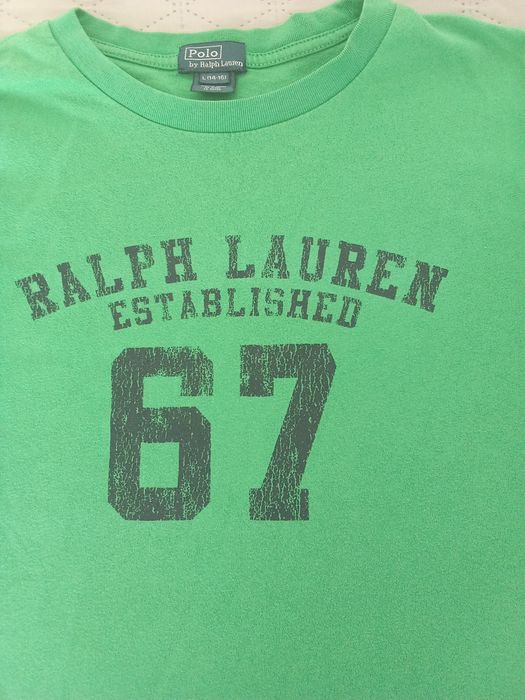 Polo
by Ralph Lauren
L (14-16)
RALPH LAUREN
ESTABLISHED
67